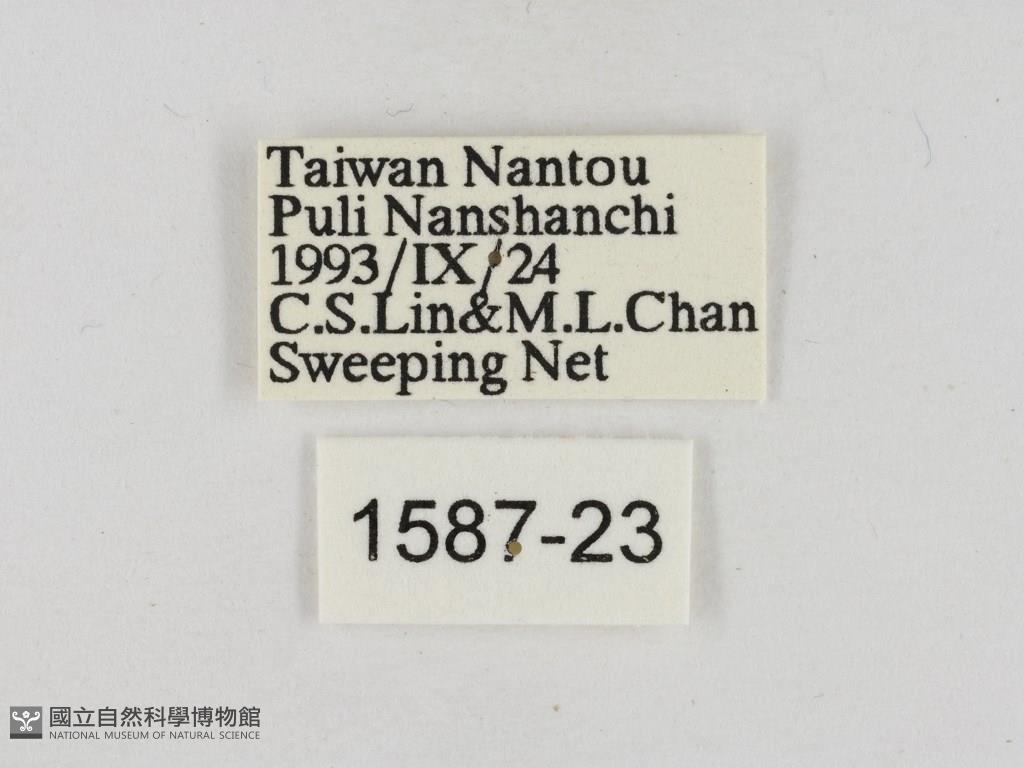 Taiwan Nantou
Puli Nanshanchi
1993/IX/24
C.S.Lin&M.L.Chan
Sweeping Net
1587-23
國立自然科學博物館
NATIONAL MUSEUM OF NATURAL SCIENCE